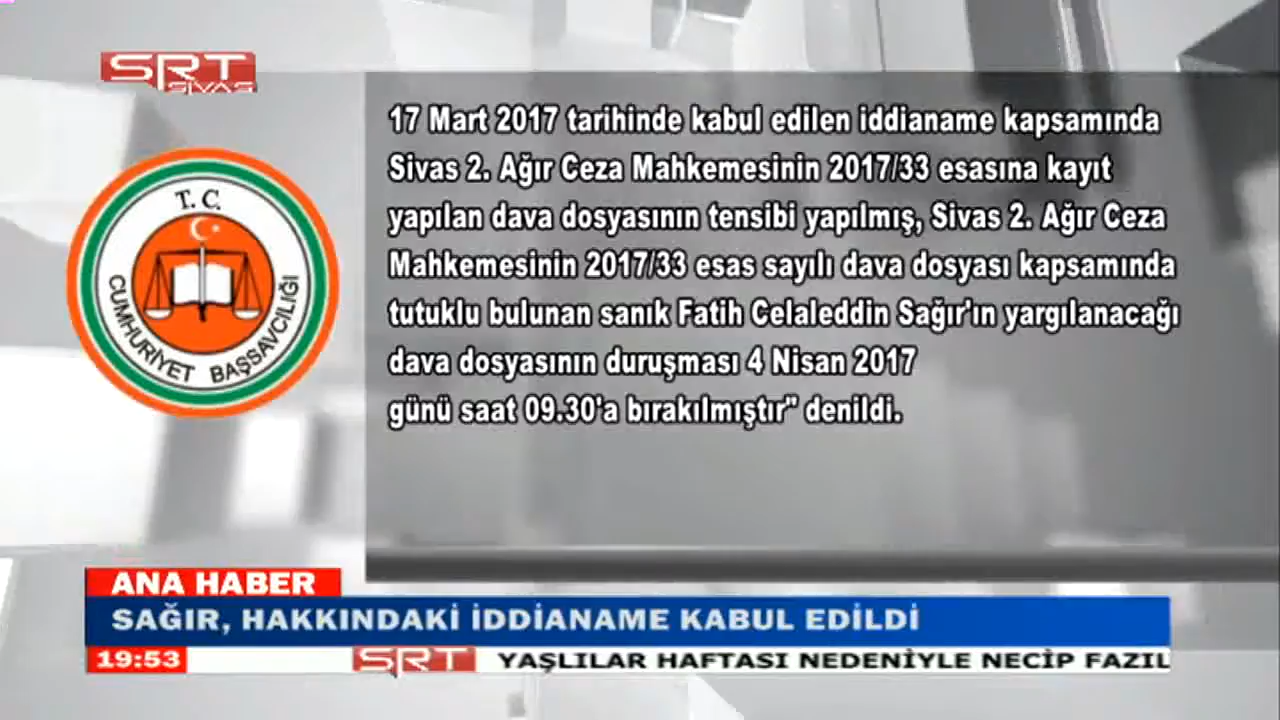 SRT
SİVAS
17 Mart 2017 tarihinde kabul edilen iddianame kapsamında
Sivas 2. Ağır Ceza Mahkemesinin 2017/33 esasına kayıt
yapılan dava dosyasının tensibi yapılmış, Sivas 2. Ağır Ceza
Mahkemesinin 2017/33 esas sayılı dava dosyası kapsamında
tutuklu bulunan sanık Fatih Celaleddin Sağır'ın yargılanacağı
dava dosyasının duruşması 4 Nisan 2017
günü saat 09.30'a bırakılmıştır" denildi.
T. C.
CUMHURİYET BAŞSAVCILIĞI
ANA HABER
SAĞIR, HAKKINDAKİ İDDİANAME KABUL EDİLDİ
19:53 SRT YAŞLILAR HAFTASI NEDENİYLE NECİP FAZIL